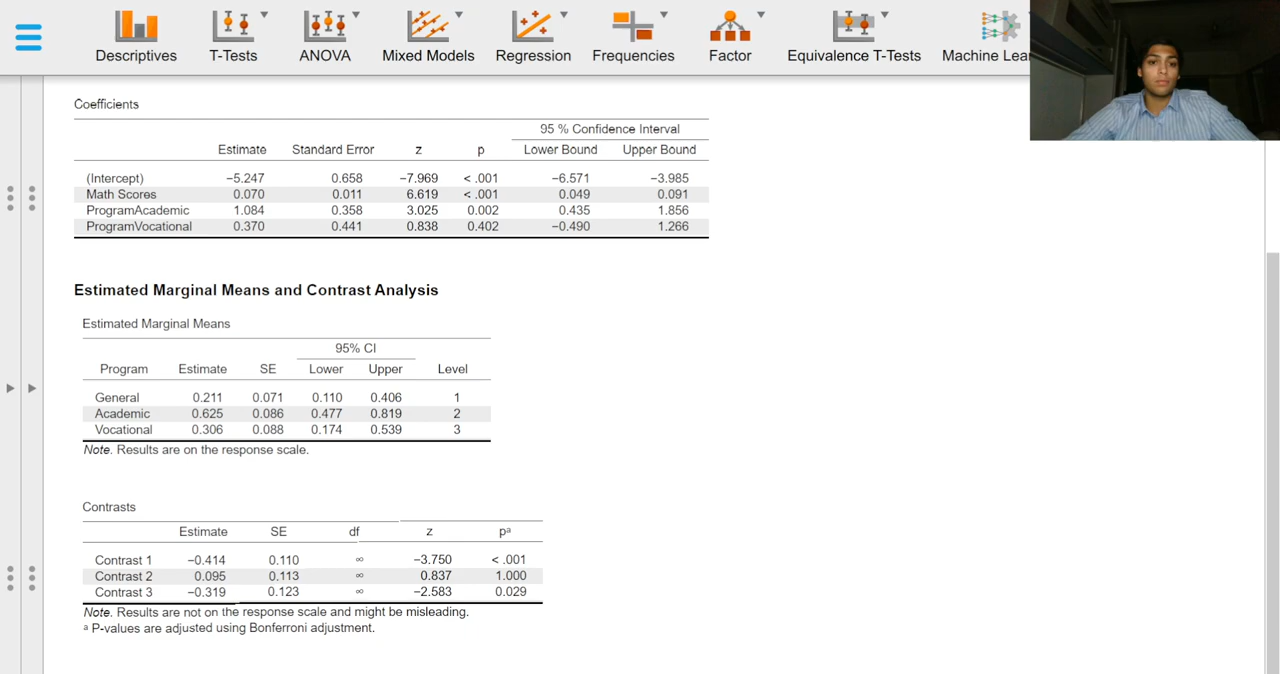 Descriptives T-Tests ANOVA Mixed Models Regression Frequencies Factor Equivalence T-Tests Machine Lea
Coefficients
95 % Confidence Interval
Estimate Standard Error z p Lower Bound Upper Bound
(Intercept) −5.247 0.658 −7.969 < .001 −6.571 −3.985
Math Scores 0.070 0.011 6.619 < .001 0.049 0.091
ProgramAcademic 1.084 0.358 3.025 0.002 0.435 1.856
ProgramVocational 0.370 0.441 0.838 0.402 −0.490 1.266
Estimated Marginal Means and Contrast Analysis
Estimated Marginal Means
95% CI
Program Estimate SE Lower Upper Level
General 0.211 0.071 0.110 0.406 1
Academic 0.625 0.086 0.477 0.819 2
Vocational 0.306 0.088 0.174 0.539 3
Note. Results are on the response scale.
Contrasts
Estimate SE df z pᵃ
Contrast 1 −0.414 0.110 ∞ −3.750 < .001
Contrast 2 0.095 0.113 ∞ 0.837 1.000
Contrast 3 −0.319 0.123 ∞ −2.583 0.029
Note. Results are not on the response scale and might be misleading.
ᵃ P-values are adjusted using Bonferroni adjustment.